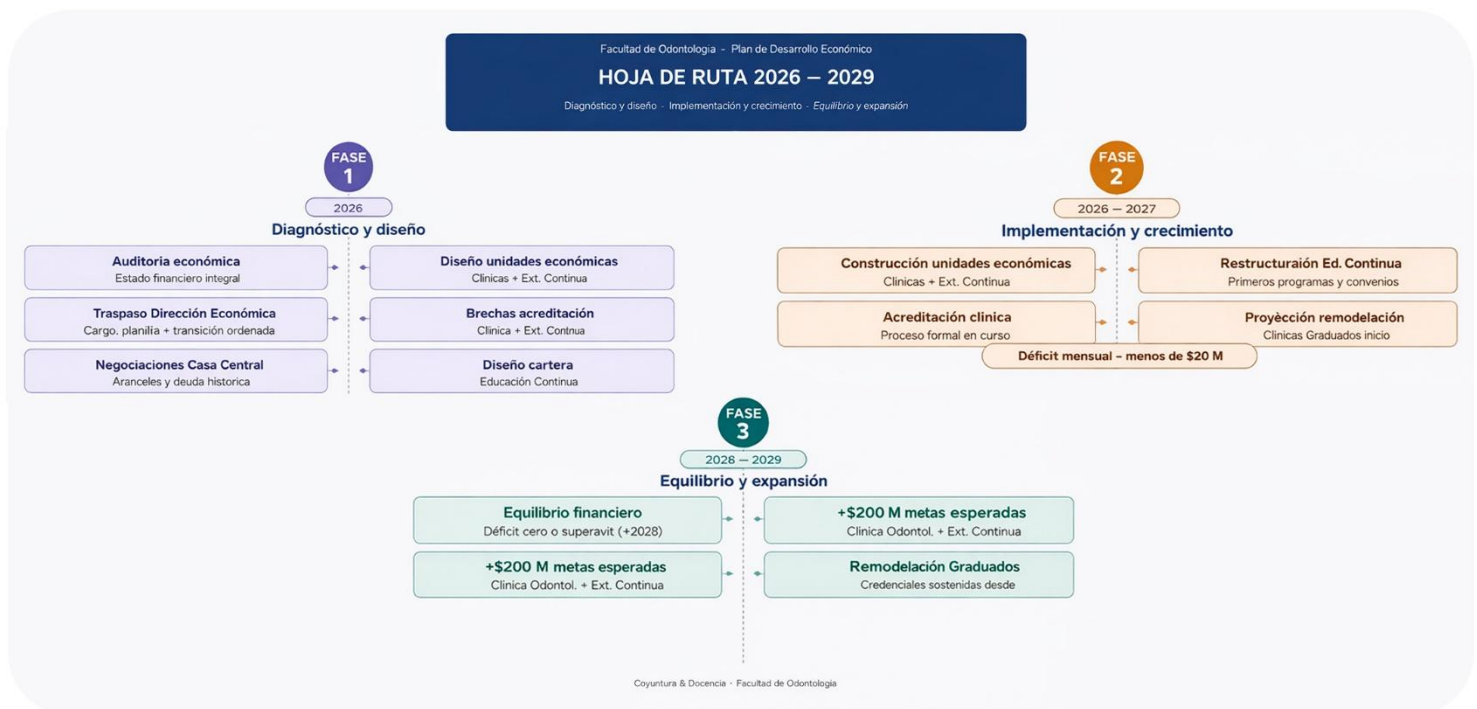 Facultad de Odontologia - Plan de Desarrollo Económico
HOJA DE RUTA 2026 – 2029
Diagnóstico y diseño · Implementación y crecimiento · Equilibrio y expansión
FASE
1
2026
Diagnóstico y diseño
Auditoria económica
Estado financiero integral
Diseño unidades económicas
Clinicas + Ext. Continua
Traspaso Dirección Económica
Cargo, planilia + transición ordenada
Brechas acreditación
Clinica + Ext. Contnua
Negociaciones Casa Central
Aranceles y deuda historica
Diseño cartera
Educación Continua
FASE
2
2026 – 2027
Implementación y crecimiento
Construcción unidades económicas
Clinicas + Ext. Continua
Restructuraión Ed. Continua
Primeros programas y convenios
Acreditación clinica
Proceso formal en curso
Proyècción remodelación
Clinicas Graduados inicio
Déficit mensual – menos de $20 M
FASE
3
2028 – 2029
Equilibrio y expansión
Equilibrio financiero
Déficit cero o superavit (+2028)
+$200 M metas esperadas
Clinica Odontol. + Ext. Continua
+$200 M metas esperadas
Clinica Odontol. + Ext. Continua
Remodelación Graduados
Credenciales sostenidas desde
Coyuntura & Docencia · Facultad de Odontologia